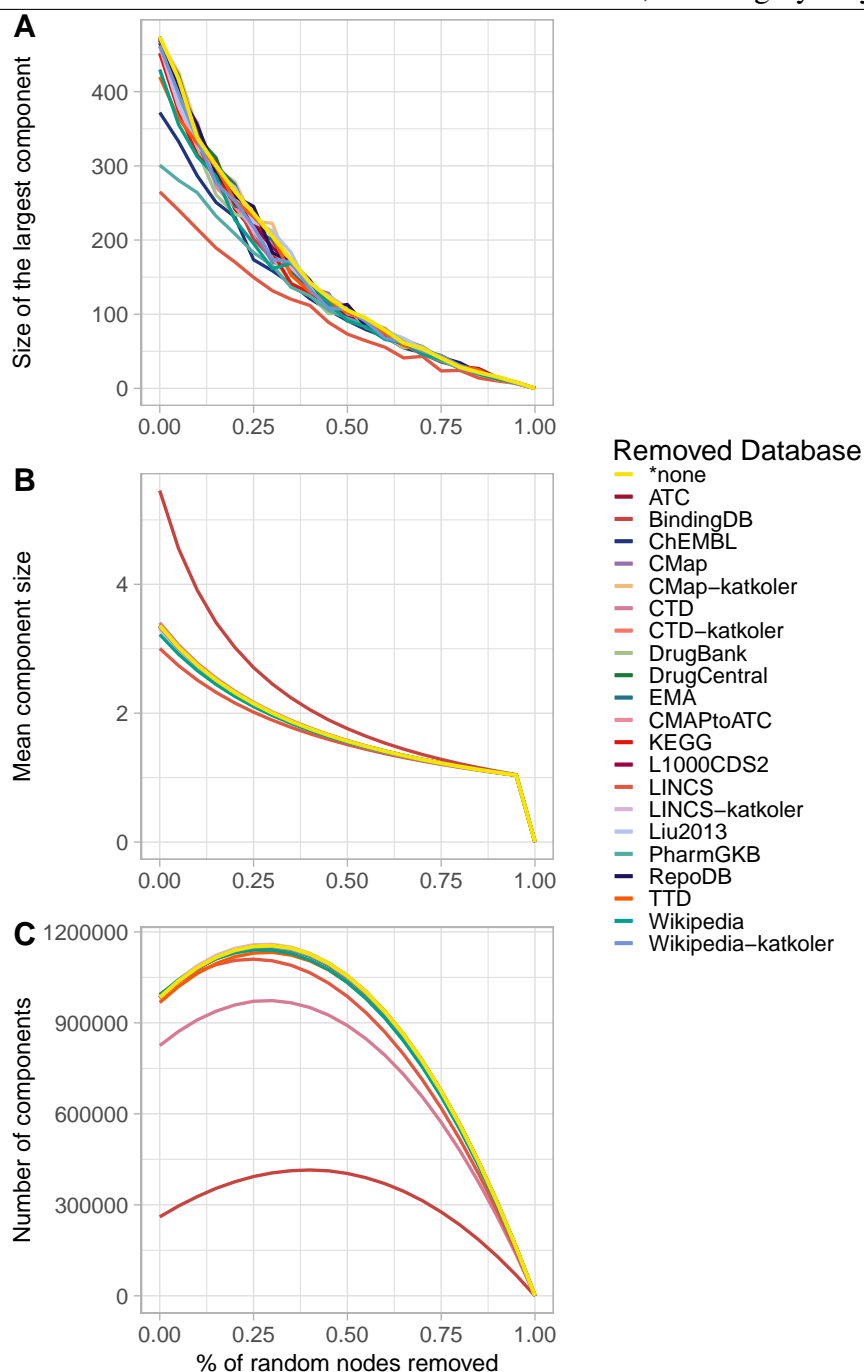 A
Size of the largest component
400
300
200
100
0
0.00 0.25 0.50 0.75 1.00
B
Mean component size
4
2
0
0.00 0.25 0.50 0.75 1.00
C
Number of components
1200000
900000
600000
300000
0
0.00 0.25 0.50 0.75 1.00
% of random nodes removed
Removed Database
*none
ATC
BindingDB
ChEMBL
CMap
CMap−katkoler
CTD
CTD−katkoler
DrugBank
DrugCentral
EMA
CMAPtoATC
KEGG
L1000CDS2
LINCS
LINCS−katkoler
Liu2013
PharmGKB
RepoDB
TTD
Wikipedia
Wikipedia−katkoler